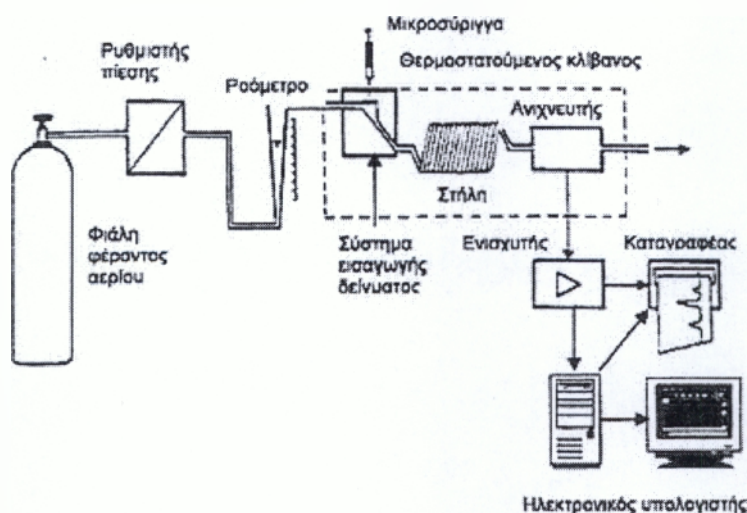 Μικροσύριγγα
Ρυθμιστής
πίεσης
Θερμοστατούμενος κλίβανος
Ροόμετρο
Ανιχνευτής
Στήλη
Φιάλη
φέροντος
αερίου
Σύστημα
εισαγωγής
δείγματος
Ενισχυτής
Καταγραφέας
Ηλεκτρονικός υπολογιστής